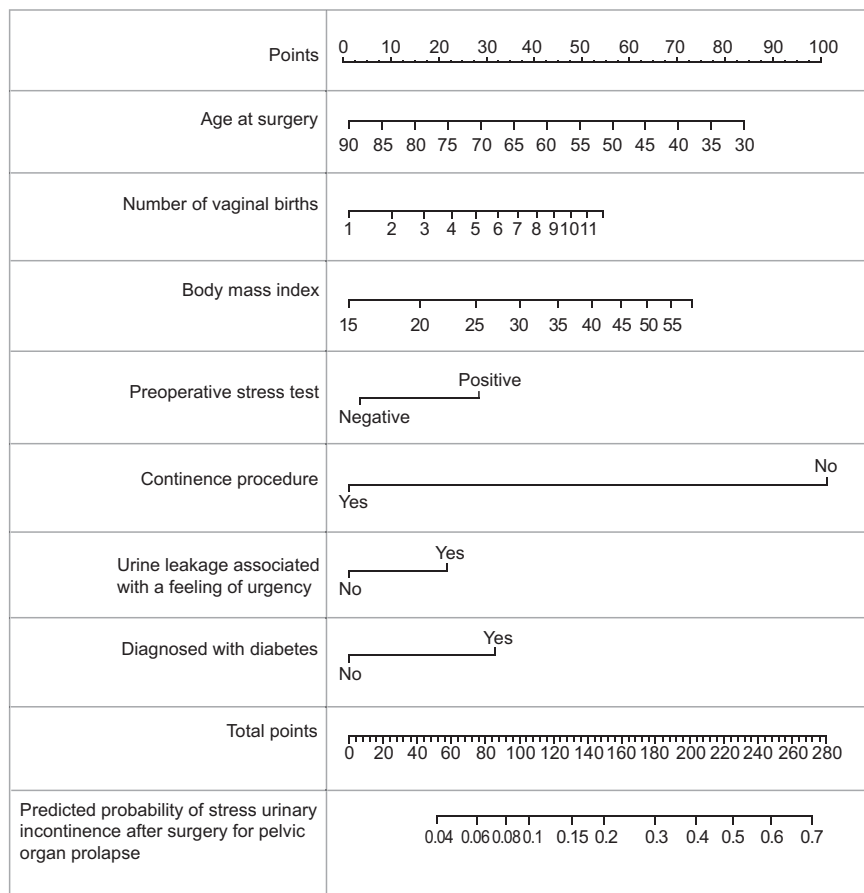 Points
0 10 20 30 40 50 60 70 80 90 100
Age at surgery
90 85 80 75 70 65 60 55 50 45 40 35 30
Number of vaginal births
1 2 3 4 5 6 7 8 9 10 11
Body mass index
15 20 25 30 35 40 45 50 55
Preoperative stress test
Positive
Negative
Continence procedure
No
Yes
Urine leakage associated
with a feeling of urgency
Yes
No
Diagnosed with diabetes
Yes
No
Total points
0 20 40 60 80 100 120 140 160 180 200 220 240 260 280
Predicted probability of stress urinary
incontinence after surgery for pelvic
organ prolapse
0.04 0.06 0.08 0.1 0.15 0.2 0.3 0.4 0.5 0.6 0.7